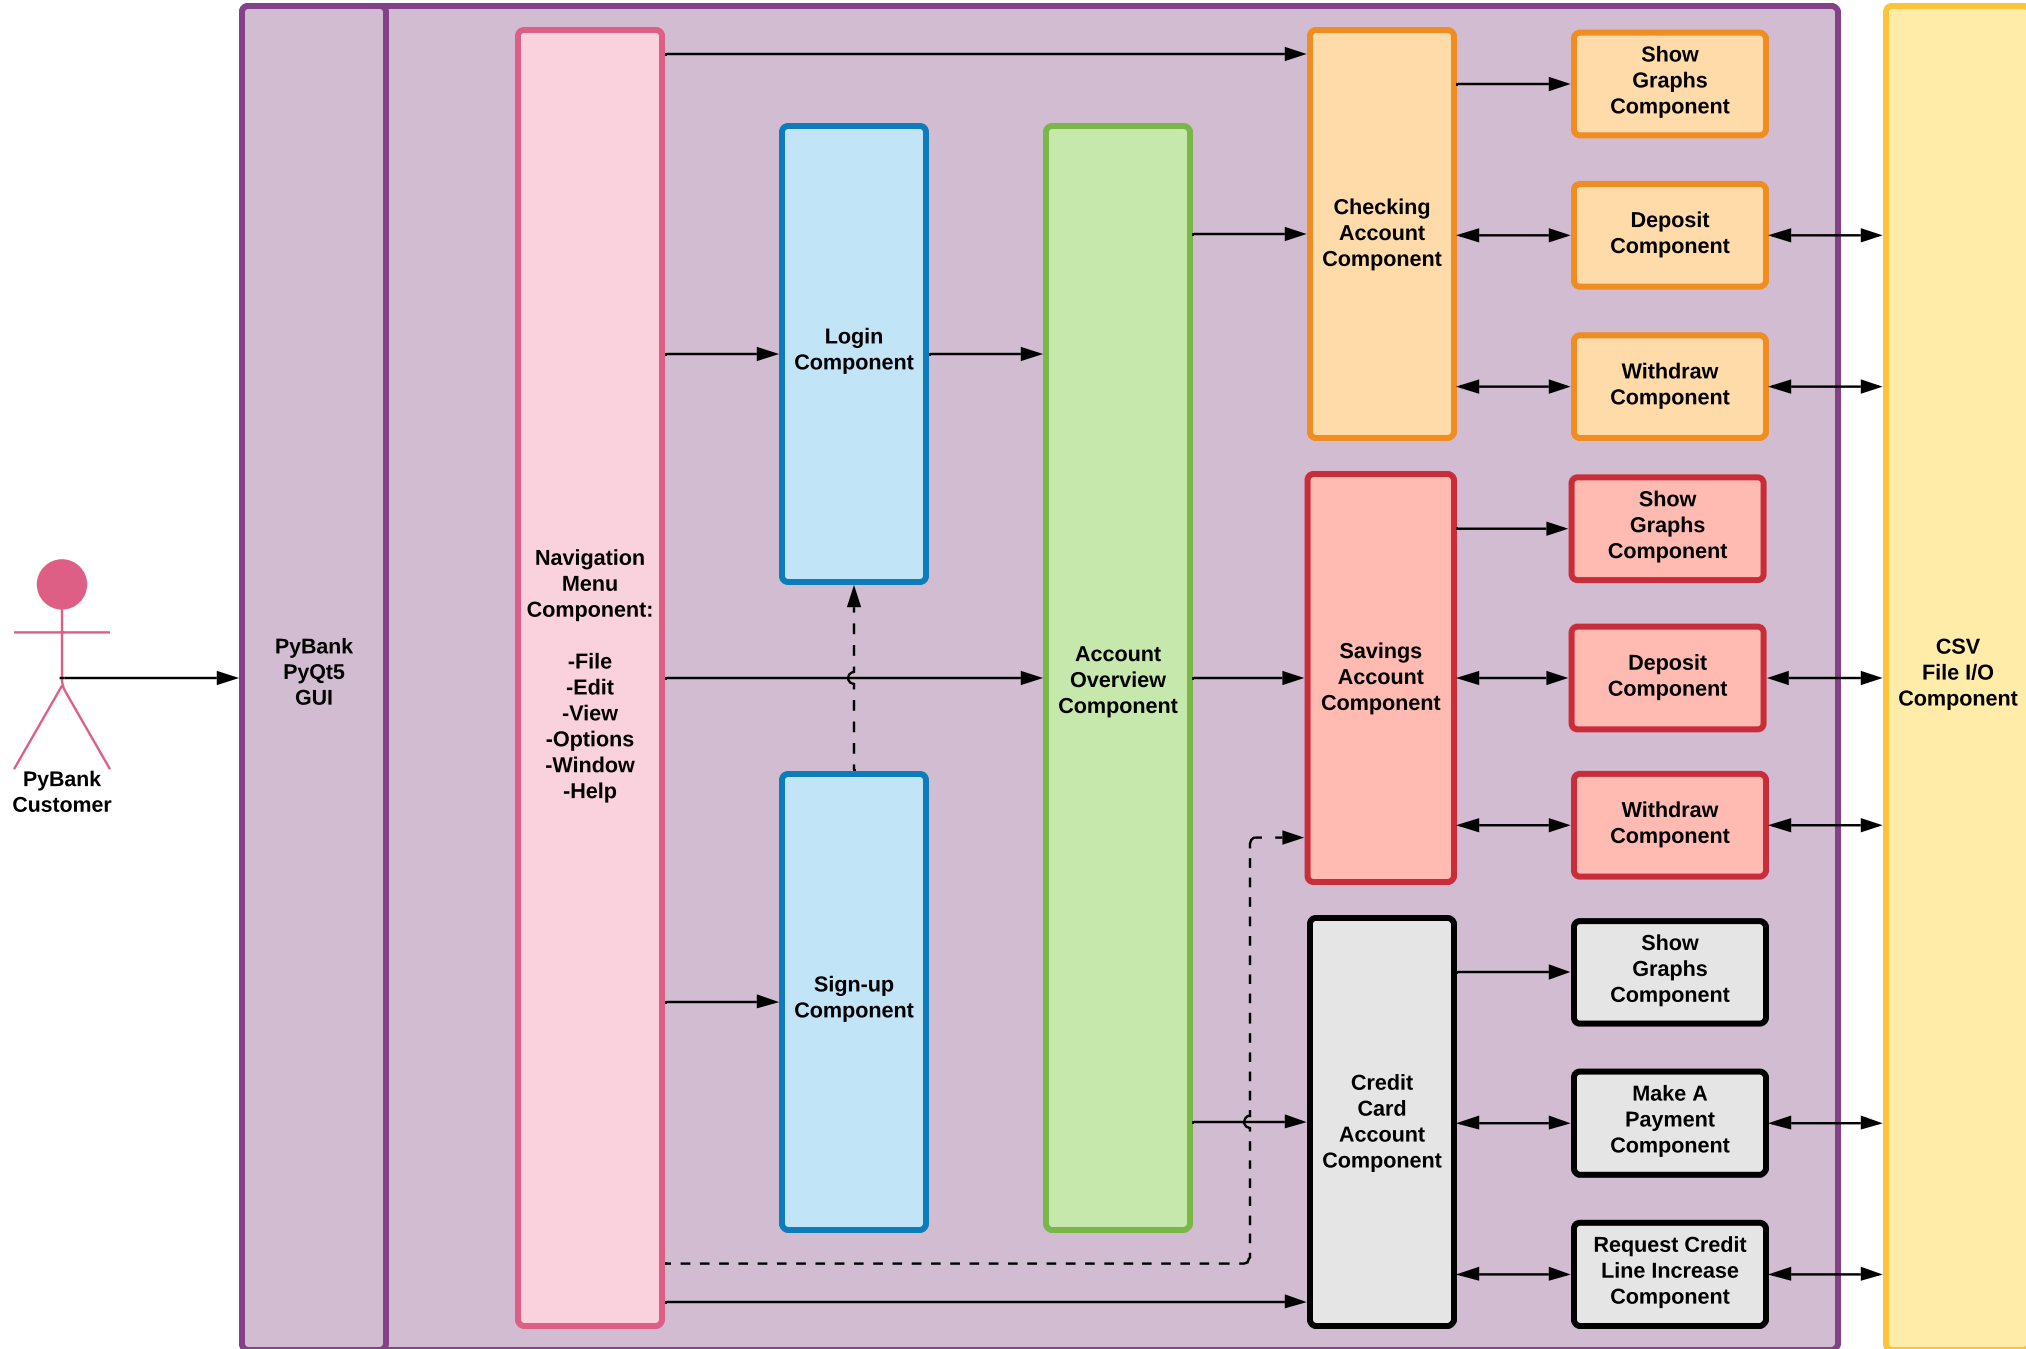 PyBank
Customer
PyBank
PyQt5
GUI
Navigation
Menu
Component:
-File
-Edit
-View
-Options
-Window
-Help
Login
Component
Sign-up
Component
Account
Overview
Component
Checking
Account
Component
Show
Graphs
Component
Deposit
Component
Withdraw
Component
Savings
Account
Component
Show
Graphs
Component
Deposit
Component
Withdraw
Component
Credit
Card
Account
Component
Show
Graphs
Component
Make A
Payment
Component
Request Credit
Line Increase
Component
CSV
File I/O
Component